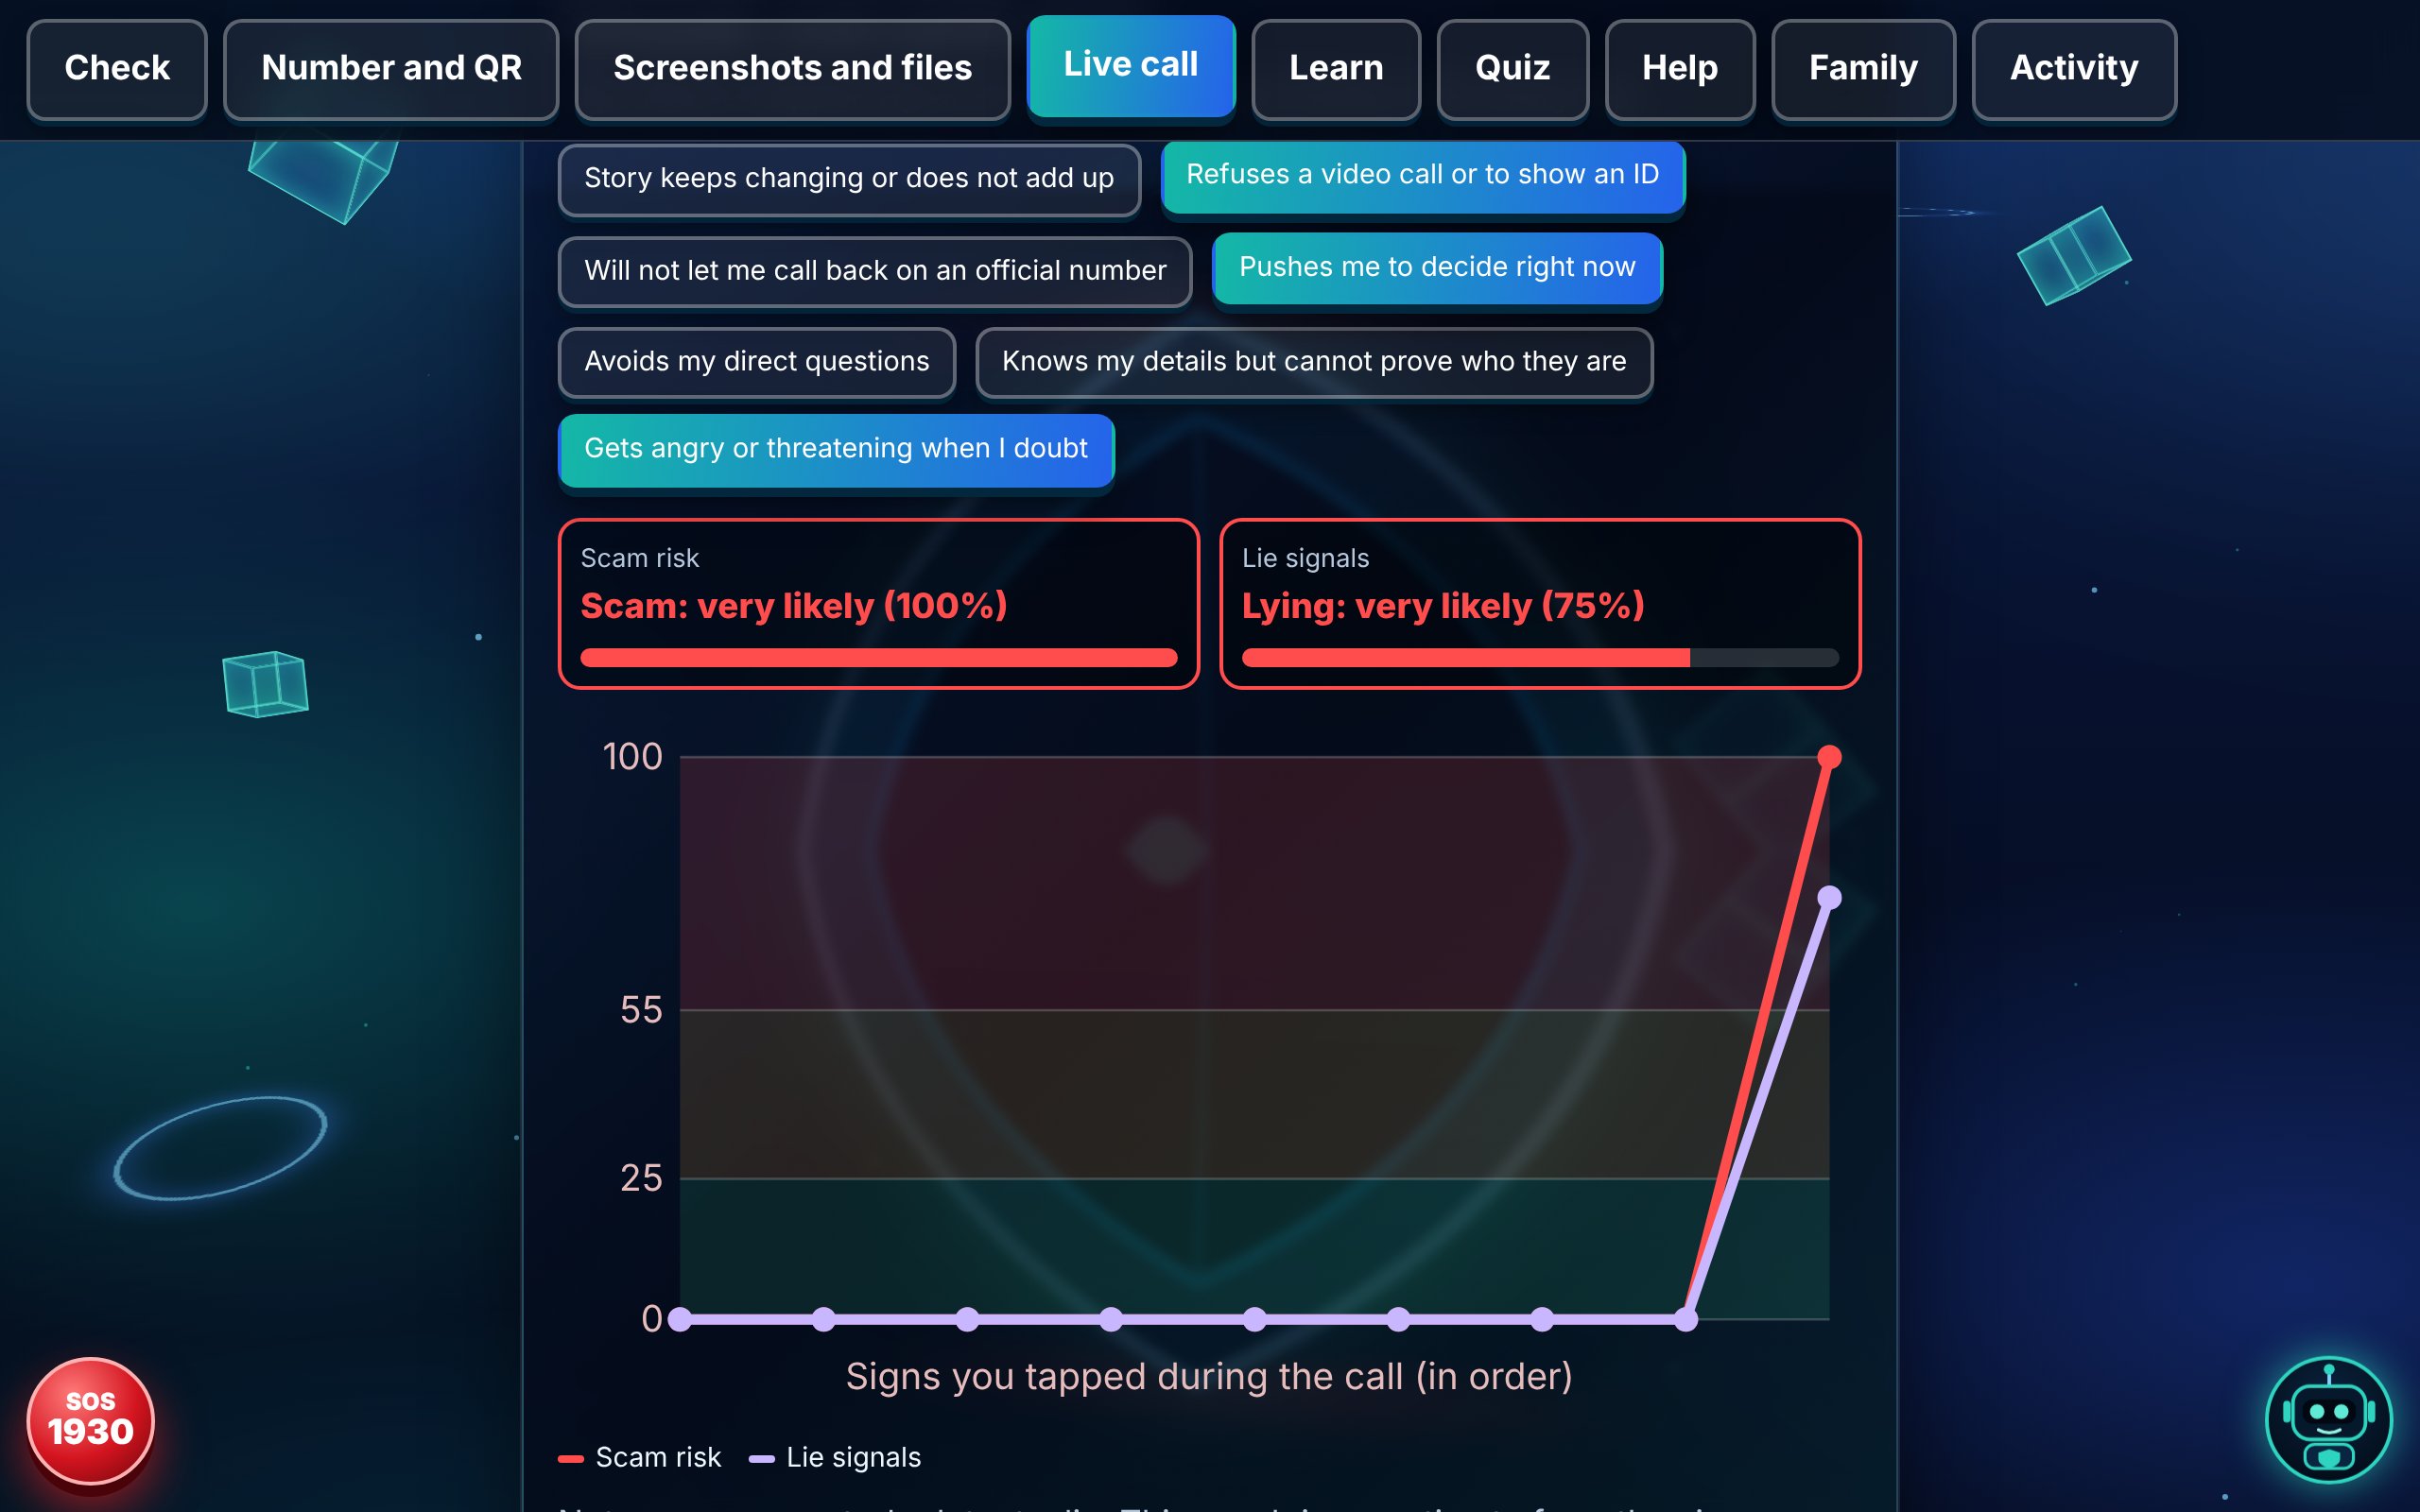 Check
Number and QR
Screenshots and files
Live call
Learn
Quiz
Help
Family
Activity
Story keeps changing or does not add up
Refuses a video call or to show an ID
Will not let me call back on an official number
Pushes me to decide right now
Avoids my direct questions
Knows my details but cannot prove who they are
Gets angry or threatening when I doubt
Scam risk
Scam: very likely (100%)
Lie signals
Lying: very likely (75%)
100
55
25
0
Signs you tapped during the call (in order)
Scam risk
Lie signals
SOS
1930